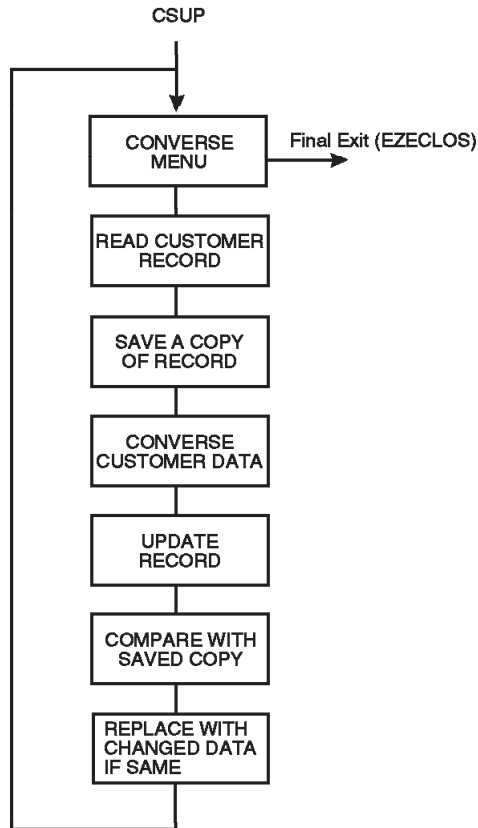 CSUP
CONVERSE
MENU
Final Exit (EZECLOS)
READ CUSTOMER
RECORD
SAVE A COPY
OF RECORD
CONVERSE
CUSTOMER DATA
UPDATE
RECORD
COMPARE WITH
SAVED COPY
REPLACE WITH
CHANGED DATA
IF SAME